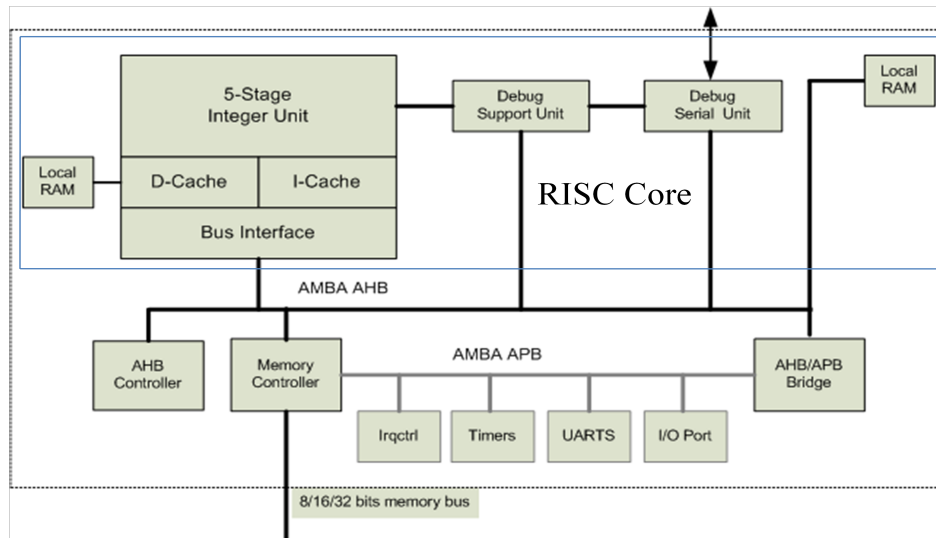 5-Stage
Integer Unit
Debug
Support Unit
Debug
Serial Unit
Local
RAM
Local
RAM
D-Cache
I-Cache
RISC Core
Bus Interface
AMBA AHB
AHB
Controller
Memory
Controller
AMBA APB
AHB/APB
Bridge
Irqctrl
Timers
UARTS
I/O Port
8/16/32 bits memory bus